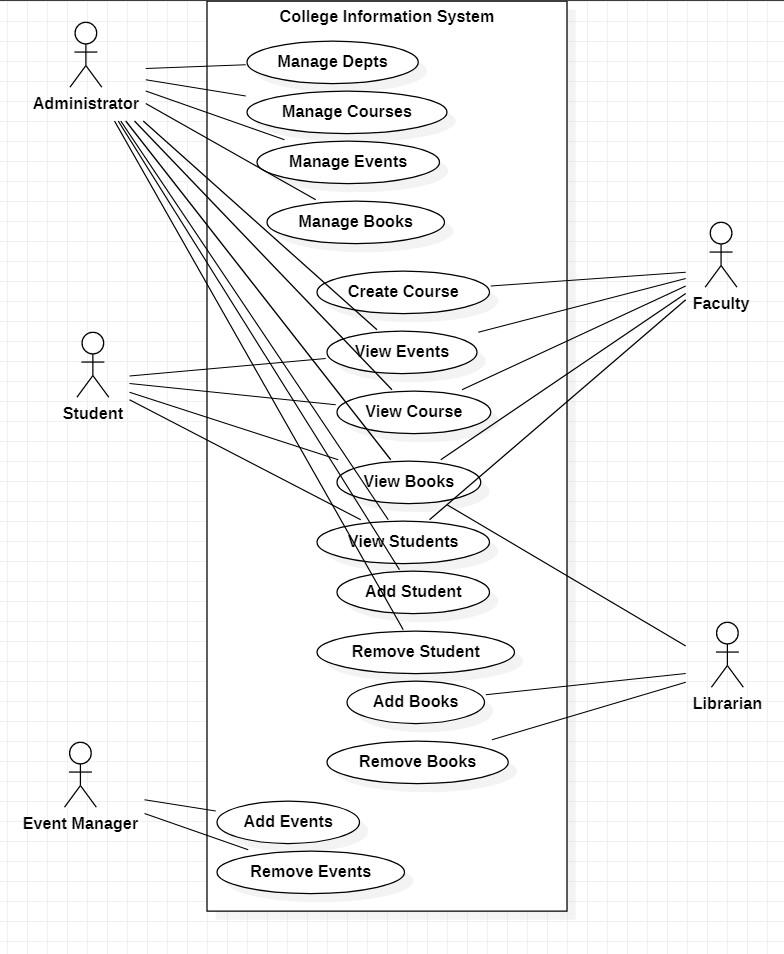 College Information System
Administrator
Manage Depts
Manage Courses
Manage Events
Manage Books
Create Course
Faculty
View Events
Student
View Course
View Books
View Students
Add Student
Remove Student
Add Books
Librarian
Remove Books
Event Manager
Add Events
Remove Events